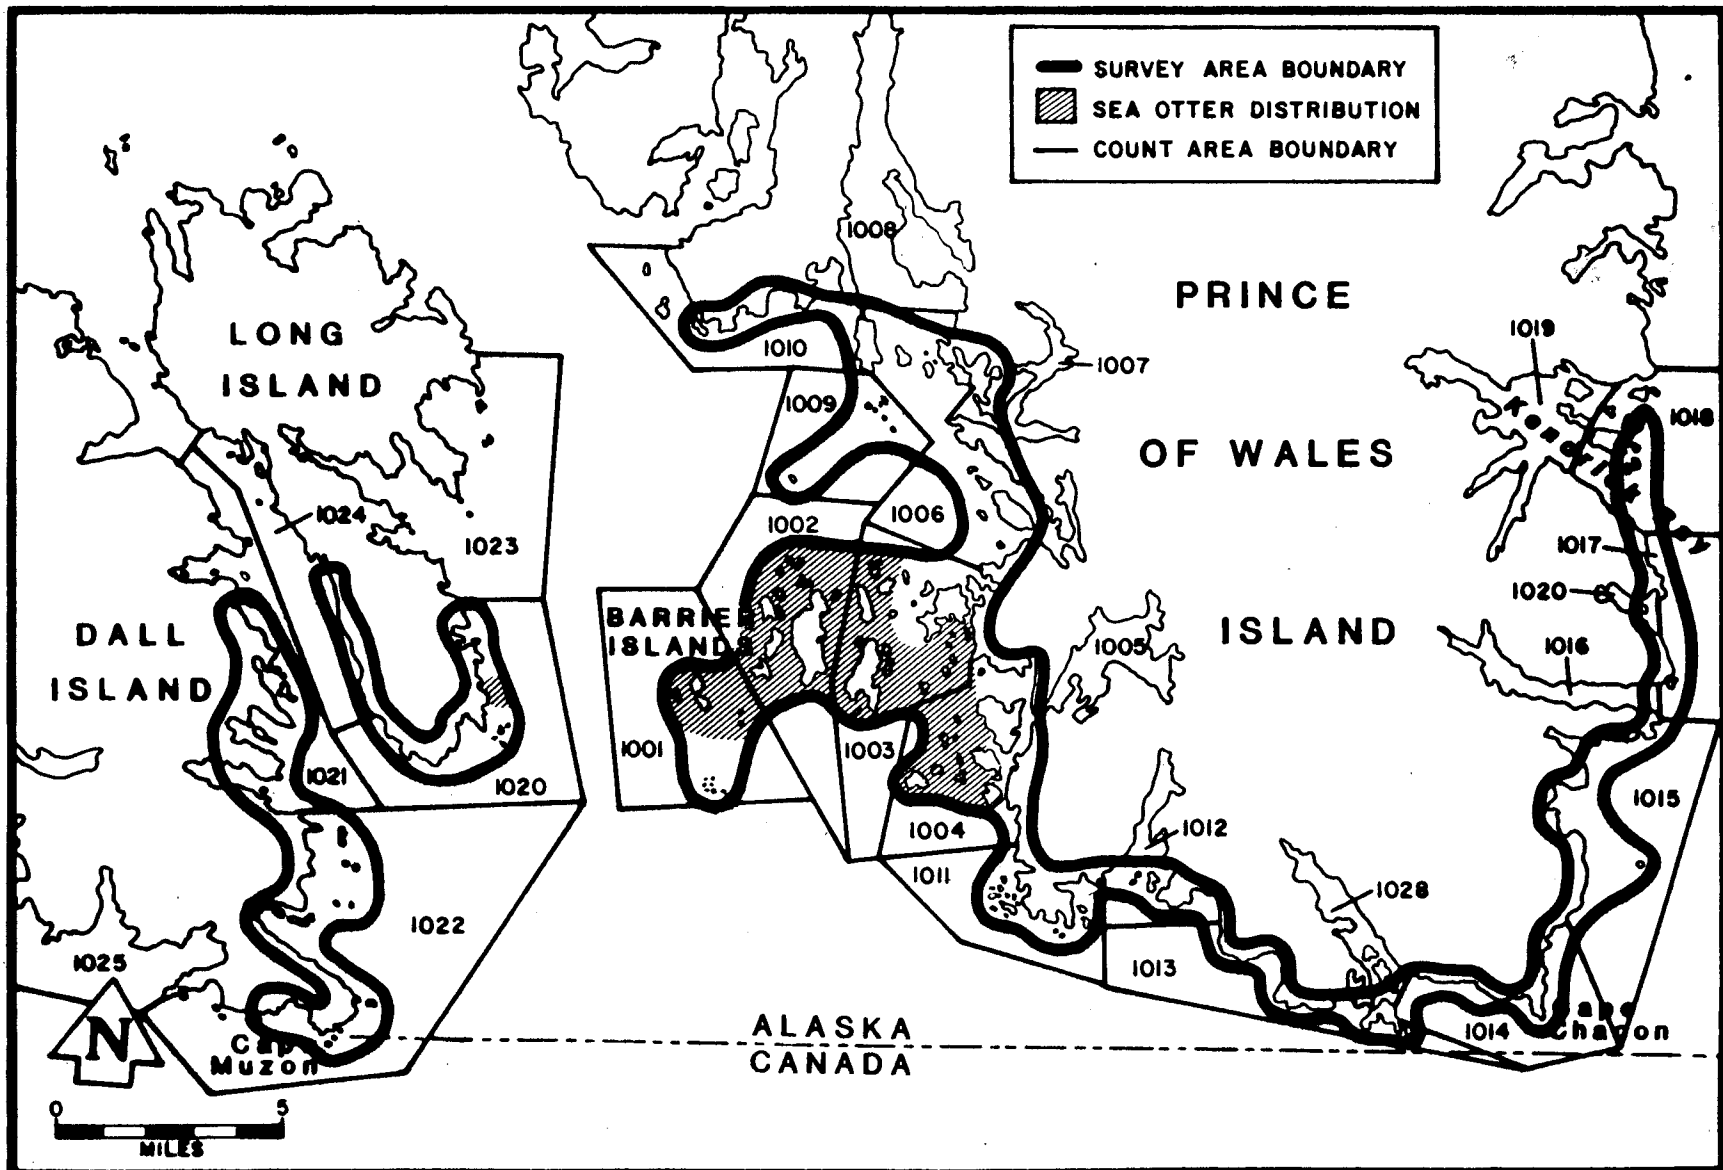 SURVEY AREA BOUNDARY
SEA OTTER DISTRIBUTION
COUNT AREA BOUNDARY
1008
PRINCE
LONG
ISLAND
1019
1010
1007
1009
1018
OF WALES
1024
1002
1006
1023
1017
1020
BARRIER
ISLANDS
DALL
ISLAND
ISLAND
1005
1016
1001
1003
1021
1020
1015
1004
1012
1011
1028
1022
1025
1013
N
ALASKA
CANADA
1014
Cape
Chacon
Cape
Muzon
0 5
MILES